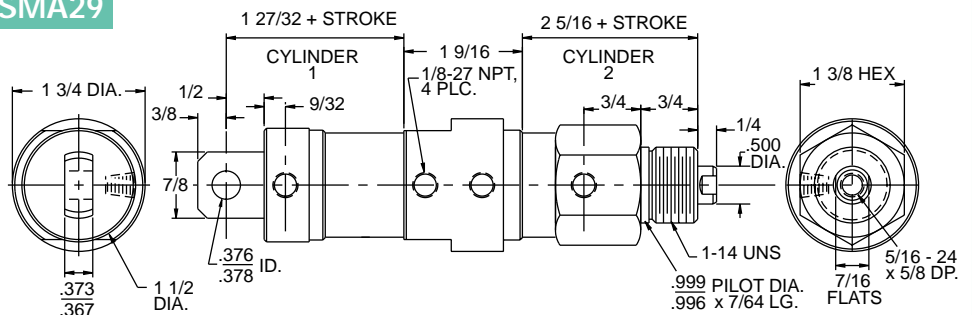 SMA29
1 27/32 + STROKE
2 5/16 + STROKE
1 9/16
CYLINDER
1
CYLINDER
2
1/8-27 NPT,
4 PLC.
1 3/4 DIA.
1/2
9/32
3/8
7/8
3/4
3/4
1/4
.500
DIA.
1 3/8 HEX
.376
.378
ID.
.373
.367
1 1/2
DIA.
1-14 UNS
.999
.996
PILOT DIA.
x 7/64 LG.
7/16
FLATS
5/16 - 24
x 5/8 DP.